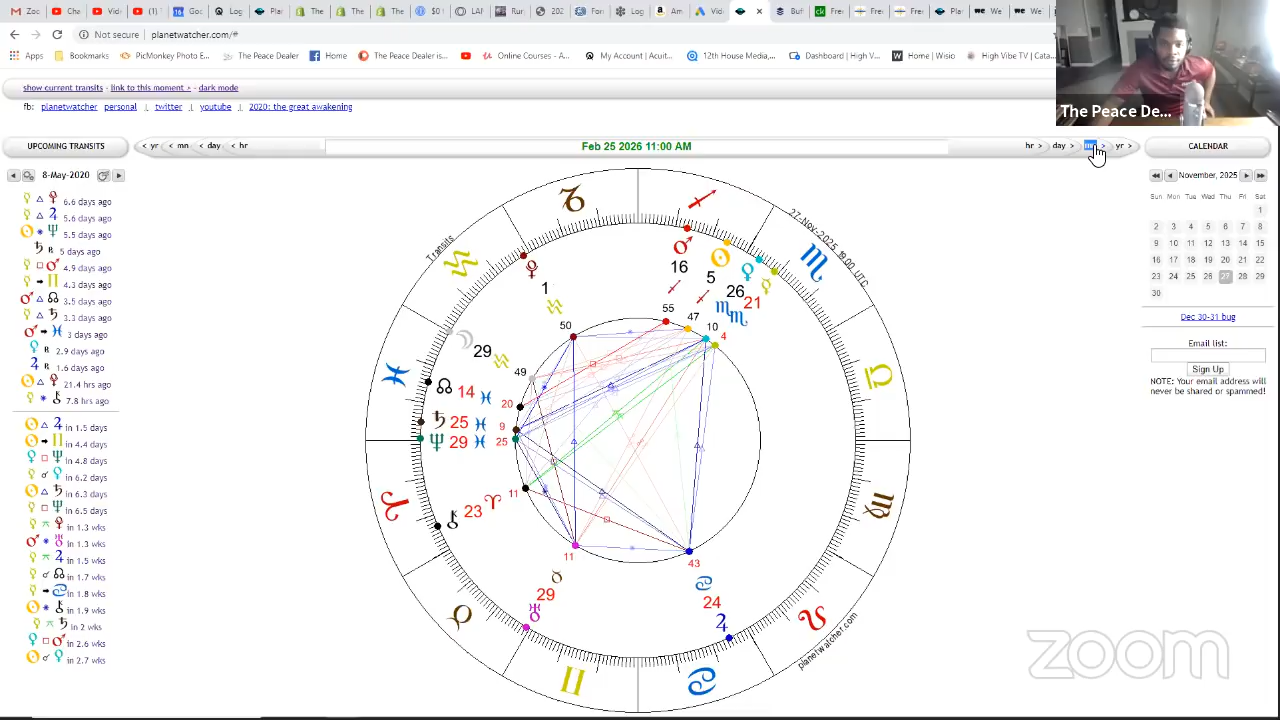 Not secure | planetwatcher.com/#
Apps Bookmarks PicMonkey Photo E... The Peace Dealer The Peace Dealer is... Home Online Courses - A... My Account | Acuit... 12th House Media,... Dashboard | High V... Home | Wisio High Vibe TV | Cata...
show current transits - link to this moment > - dark mode
fb: planetwatcher personal | twitter | youtube | 2020: the great awakening
The Peace De...
UPCOMING TRANSITS
< yr < mn < day < hr
Feb 25 2026 11:00 AM
hr > day > mn > yr >
CALENDAR
8-May-2020
6.6 days ago
5.6 days ago
5.5 days ago
5 days ago
4.9 days ago
4.3 days ago
3.5 days ago
3.3 days ago
3 days ago
2.9 days ago
1.6 days ago
21.4 hrs ago
7.8 hrs ago
in 1.5 days
in 4.4 days
in 4.8 days
in 6.2 days
in 6.3 days
in 6.5 days
in 1.3 wks
in 1.3 wks
in 1.5 wks
in 1.7 wks
in 1.8 wks
in 1.9 wks
in 2 wks
in 2.6 wks
in 2.7 wks
Transits
27-Nov-2025 19:00 UTC
16
5
26
21
1
55
47
10
4
50
29
49
14
20
25
9
29
25
23
11
11
43
29
24
planetwatcher.com
November, 2025
Sun Mon Tue Wed Thu Fri Sat
1
2 3 4 5 6 7 8
9 10 11 12 13 14 15
16 17 18 19 20 21 22
23 24 25 26 27 28 29
30
Dec 30-31 bug
Email list:
Sign Up
NOTE: Your email address will
never be shared or spammed!
zoom